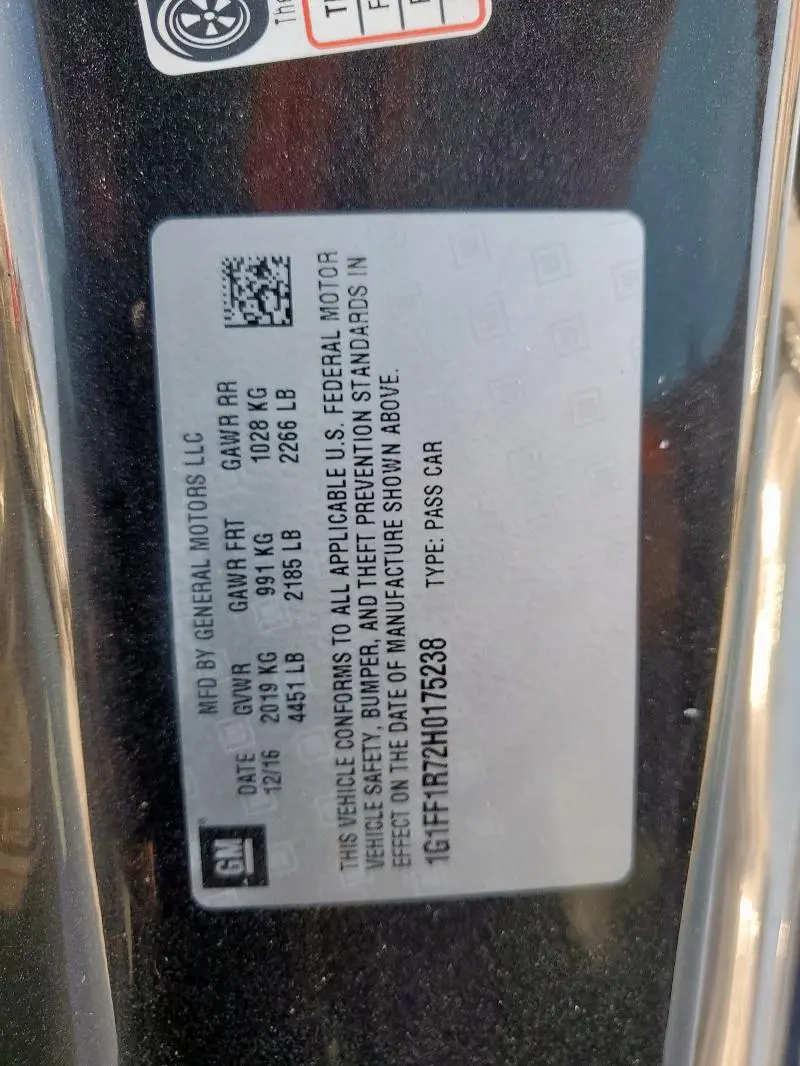 The
GM
MFD BY GENERAL MOTORS LLC
DATE GVWR GAWR FRT GAWR RR
12/16 2019 KG 991 KG 1028 KG
4451 LB 2185 LB 2266 LB
THIS VEHICLE CONFORMS TO ALL APPLICABLE U.S. FEDERAL MOTOR
VEHICLE SAFETY, BUMPER, AND THEFT PREVENTION STANDARDS IN
EFFECT ON THE DATE OF MANUFACTURE SHOWN ABOVE.
1G1FF1R72H0175238 TYPE: PASS CAR